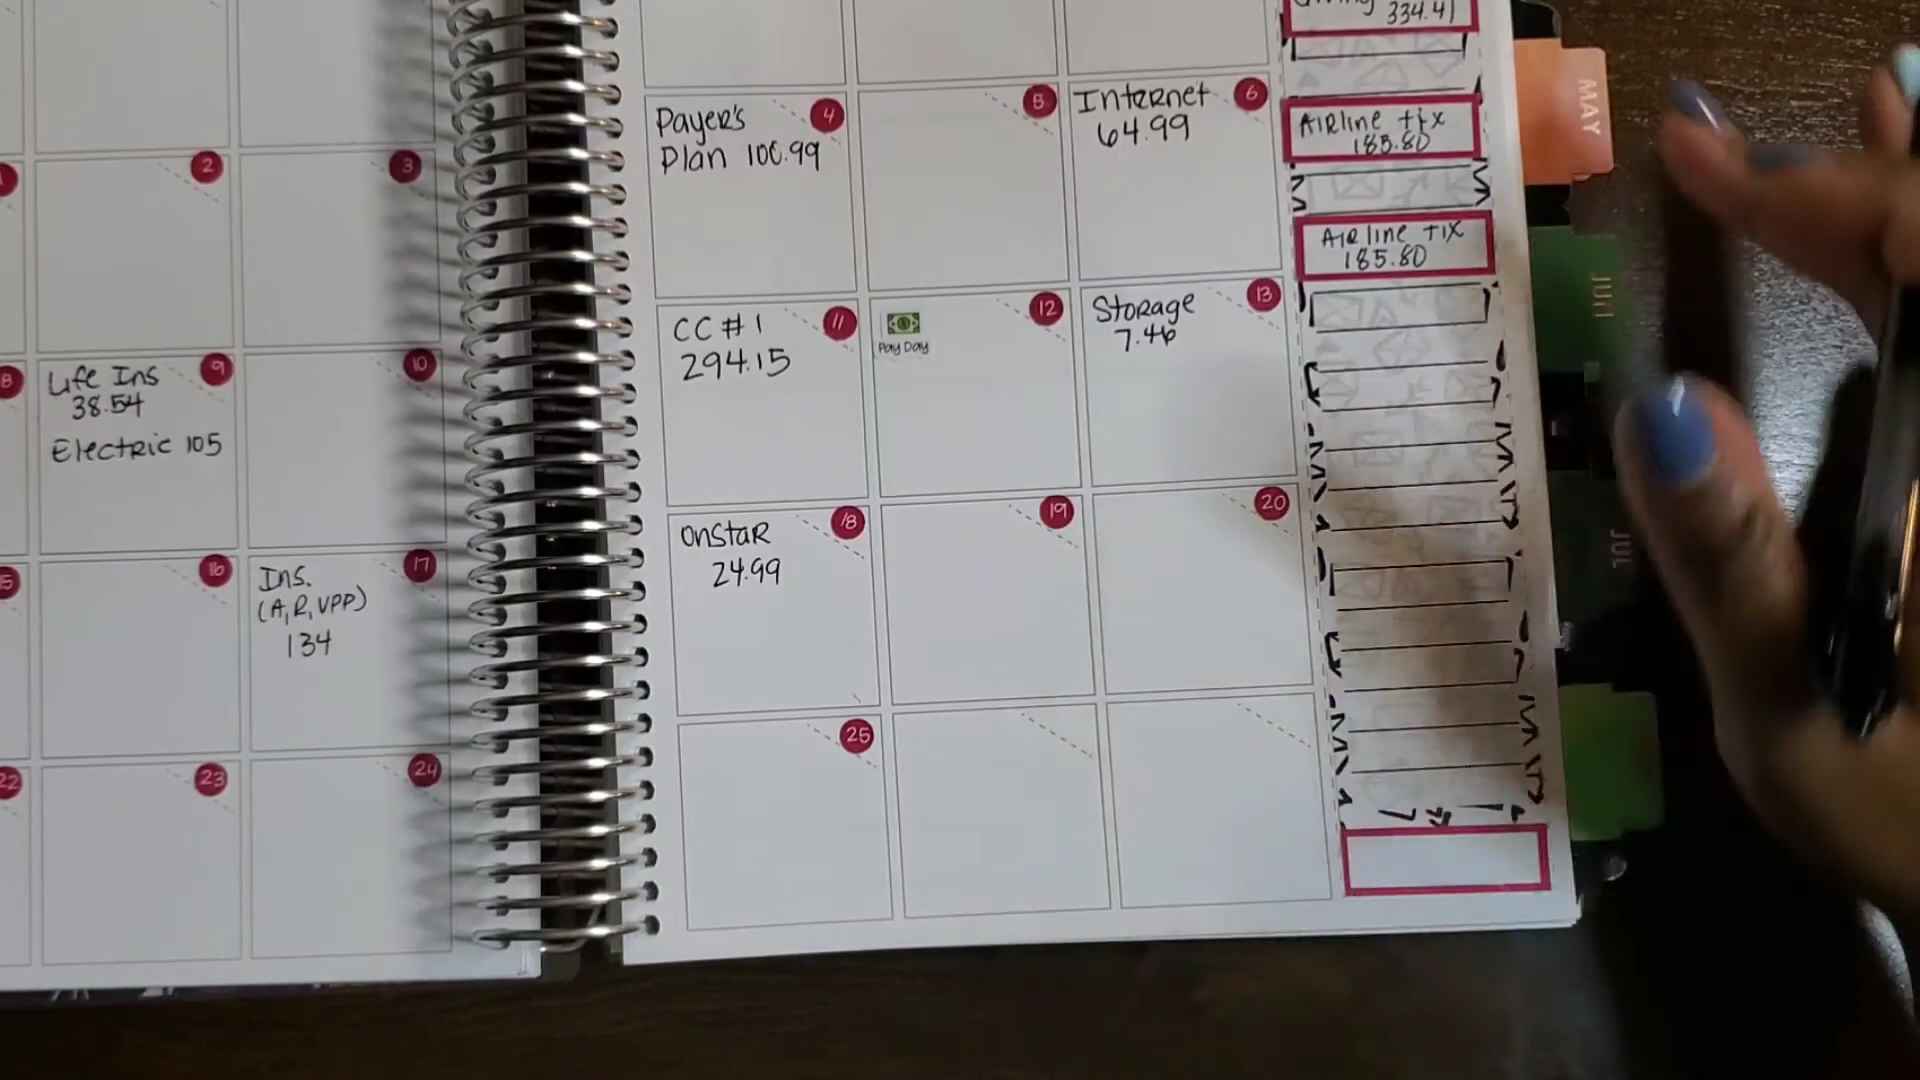 2
3
Life Ins
38.54
Electric 105
9
10
16
Ins.
(A, R, VPP)
134
17
22
23
24
Payer's
Plan 100.99
4
5
Internet
64.99
6
CC #1
294.15
11
Pay Day
12
Storage
7.46
13
Onstar
24.99
18
19
20
25
334.41
Airline tix
185.80
Airline tix
185.80
MAY
JUL